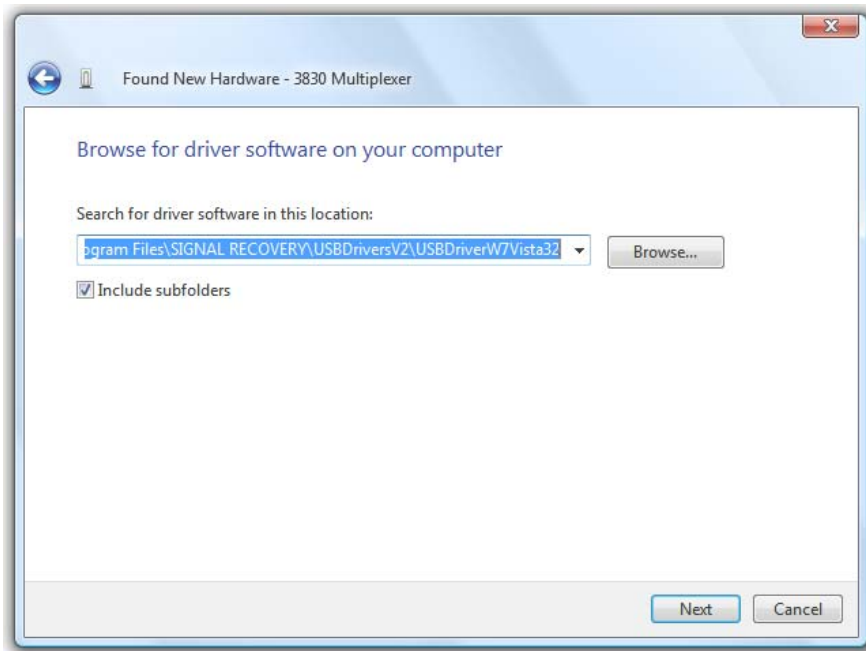 Found New Hardware - 3830 Multiplexer
Browse for driver software on your computer
Search for driver software in this location:
ogram Files\SIGNAL RECOVERY\USBDriversV2\USBDriverW7Vista32
Browse...
Include subfolders
Next
Cancel